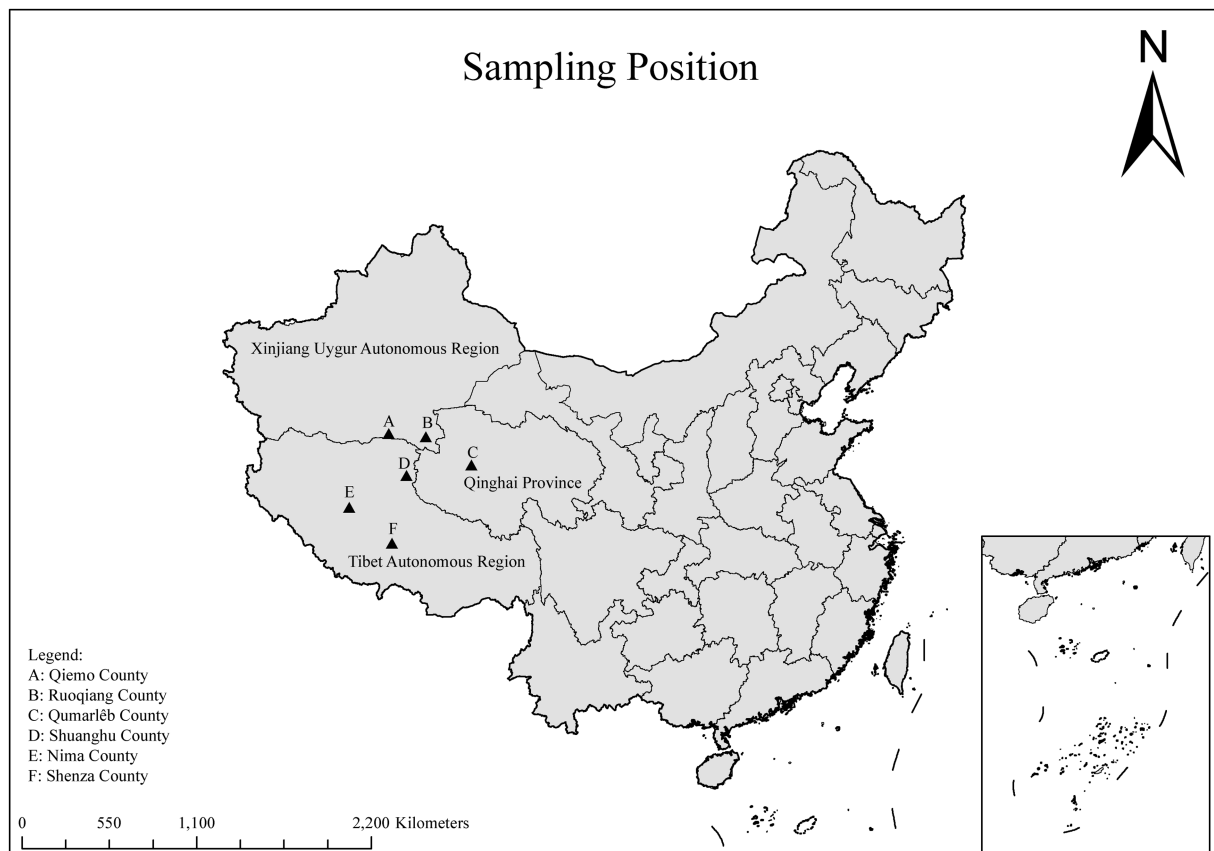 Sampling Position
N
Xinjiang Uygur Autonomous Region
A
B
C
D
Qinghai Province
E
F
Tibet Autonomous Region
Legend:
A: Qiemo County
B: Ruoqiang County
C: Qumarlêb County
D: Shuanghu County
E: Nima County
F: Shenza County
0 550 1,100 2,200 Kilometers